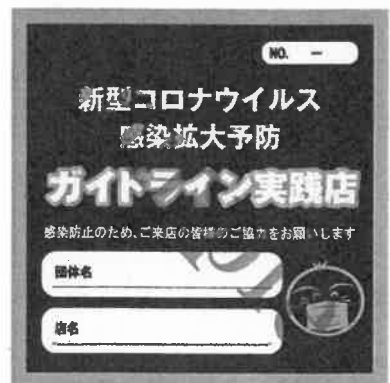 NO. －
新型コロナウイルス
感染拡大予防
ガイドライン実践店
感染防止のため、ご来店の皆様のご協力をお願いします
団体名
店名